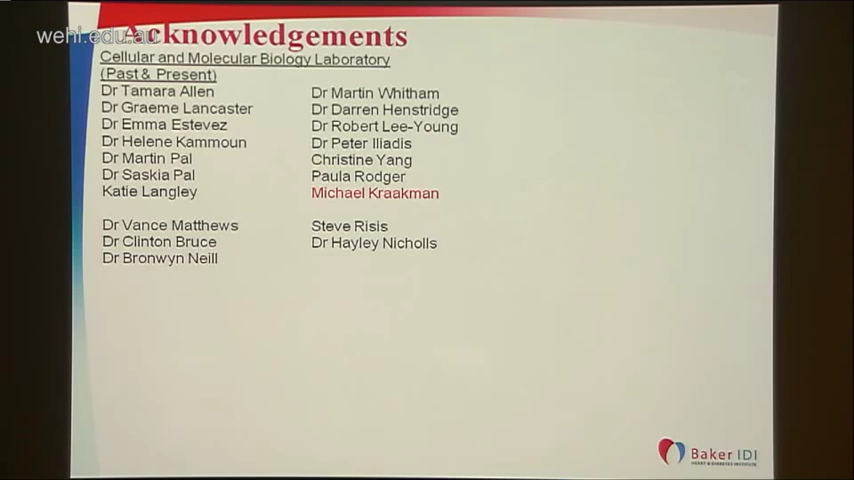 wehi.edu.au
Acknowledgements
Cellular and Molecular Biology Laboratory
(Past & Present)
Dr Tamara Allen
Dr Graeme Lancaster
Dr Emma Estevez
Dr Helene Kammoun
Dr Martin Pal
Dr Saskia Pal
Katie Langley
Dr Vance Matthews
Dr Clinton Bruce
Dr Bronwyn Neill
Dr Martin Whitham
Dr Darren Henstridge
Dr Robert Lee-Young
Dr Peter Iliadis
Christine Yang
Paula Rodger
Michael Kraakman
Steve Risis
Dr Hayley Nicholls
Baker IDI
HEART & DIABETES INSTITUTE